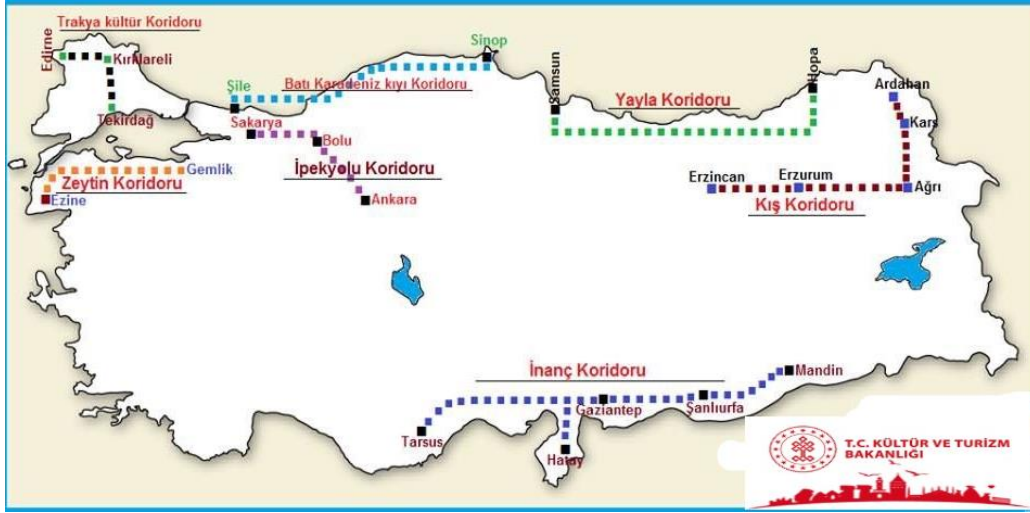 Trakya kültür Koridoru
Edirne
Kırklareli
Tekirdağ
Şile
Batı Karadeniz kıyı Koridoru
Sinop
Samsun
Yayla Koridoru
Hopa
Ardahan
Kars
Sakarya
Bolu
İpekyolu Koridoru
Ankara
Gemlik
Zeytin Koridoru
Ezine
Erzincan
Erzurum
Ağrı
Kış Koridoru
İnanç Koridoru
Mandin
Gaziantep
Şanlıurfa
Tarsus
Hatay
T.C. KÜLTÜR VE TURİZM
BAKANLIĞI